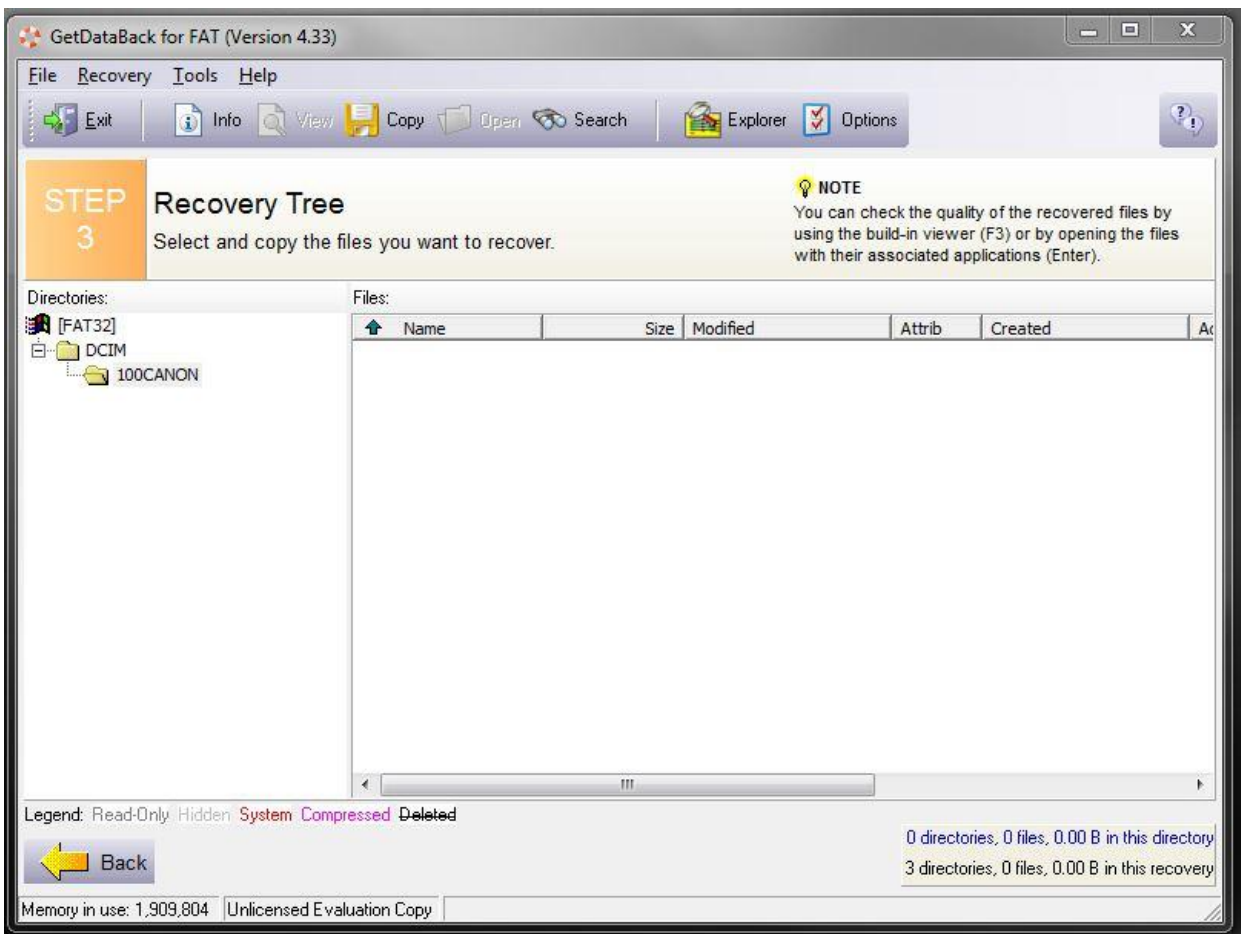 GetDataBack for FAT (Version 4.33)
File Recovery Tools Help
Exit Info View Copy Open Search Explorer Options
STEP
3
Recovery Tree
Select and copy the files you want to recover.
NOTE
You can check the quality of the recovered files by
using the build-in viewer (F3) or by opening the files
with their associated applications (Enter).
Directories:
[FAT32]
DCIM
100CANON
Files:
Name Size Modified Attrib Created Ac
Legend: Read-Only Hidden System Compressed Deleted
0 directories, 0 files, 0.00 B in this directory
3 directories, 0 files, 0.00 B in this recovery
Back
Memory in use: 1,909,804 Unlicensed Evaluation Copy